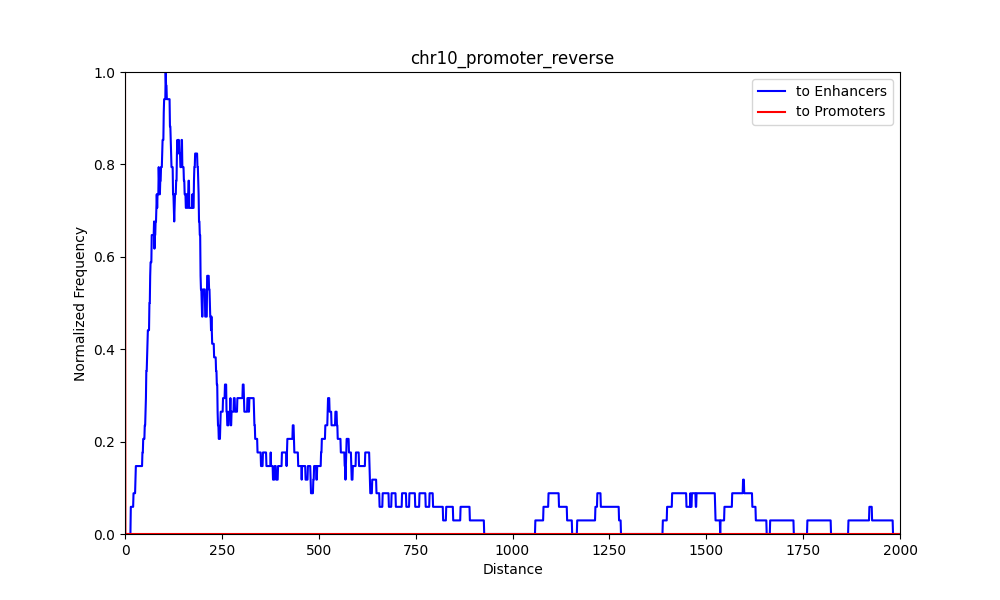 chr10_promoter_reverse
to Enhancers
to Promoters
Normalized Frequency
1.0
0.8
0.6
0.4
0.2
0.0
0 250 500 750 1000 1250 1500 1750 2000
Distance